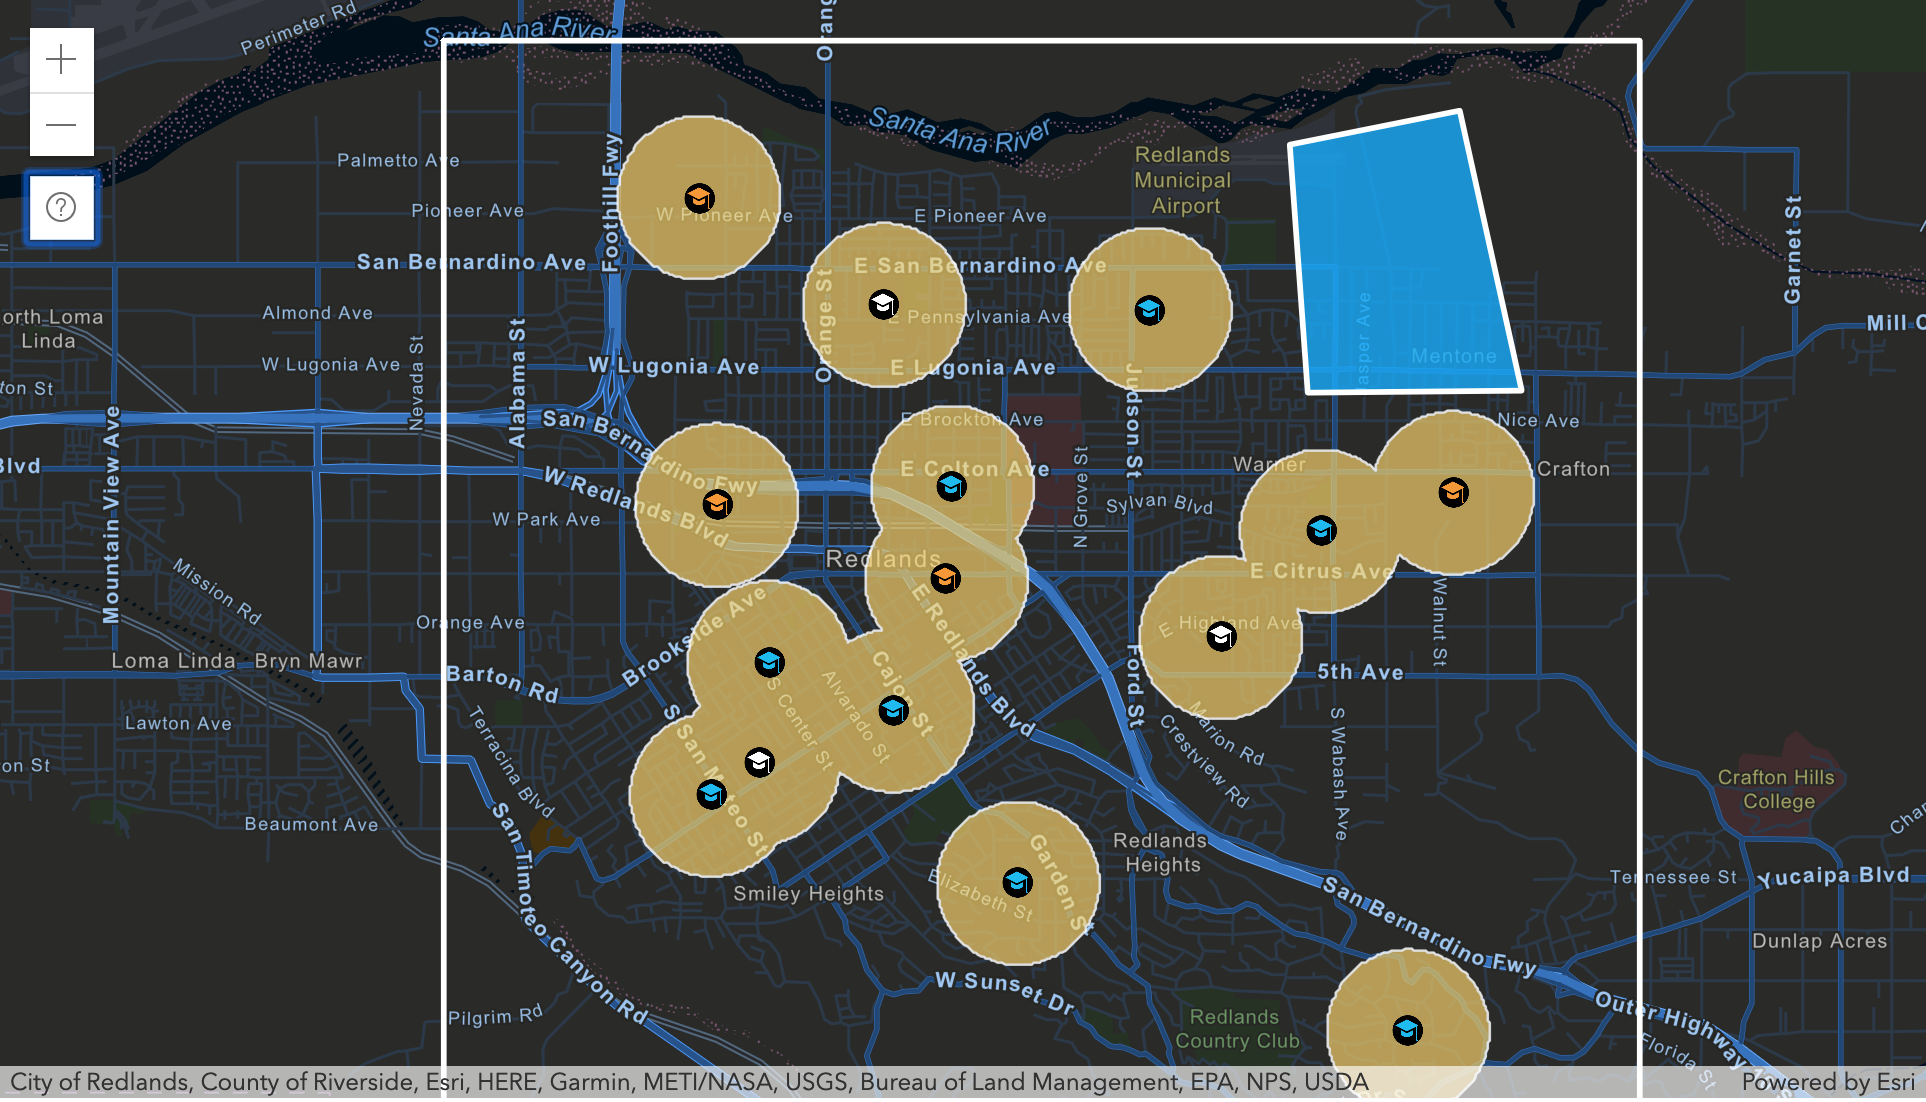 Perimeter Rd
Santa Ana River
Foothill Fwy
Palmetto Ave
Santa Ana River
Redlands
Municipal
Airport
Pioneer Ave
W Pioneer Ave
E Pioneer Ave
Garnet St
San Bernardino Ave
E San Bernardino Ave
orth Loma
Linda
Almond Ave
Orange St
E Pennsylvania Ave
Jasper Ave
Mill C
Nevada St
Alabama St
W Lugonia Ave
W Lugonia Ave
E Lugonia Ave
Mentone
ton St
Mountain View Ave
San Bernardino Fwy
E Brockton Ave
Judson St
Nice Ave
Blvd
E Colton Ave
N Grove St
Warner
Crafton
W Redlands Blvd
W Park Ave
Sylvan Blvd
Redlands
E Citrus Ave
Mission Rd
Orange Ave
Brookside Ave
E Redlands Blvd
E Highland Ave
Walnut St
Loma Linda
Bryn Mawr
Barton Rd
Cajon St
Ford St
5th Ave
Lawton Ave
Terracina Blvd
S San Mateo St
S Center St
Alvarado St
Marion Rd
Crestview Rd
S Wabash Ave
on St
Crafton Hills
College
Beaumont Ave
San Timoteo Canyon Rd
Garden St
Redlands
Heights
Smiley Heights
Elizabeth St
San Bernardino Fwy
Tennessee St
Yucaipa Blvd
Dunlap Acres
W Sunset Dr
Pilgrim Rd
Redlands
Country Club
Outer Highway
Florida St
City of Redlands, County of Riverside, Esri, HERE, Garmin, METI/NASA, USGS, Bureau of Land Management, EPA, NPS, USDA
Powered by Esri